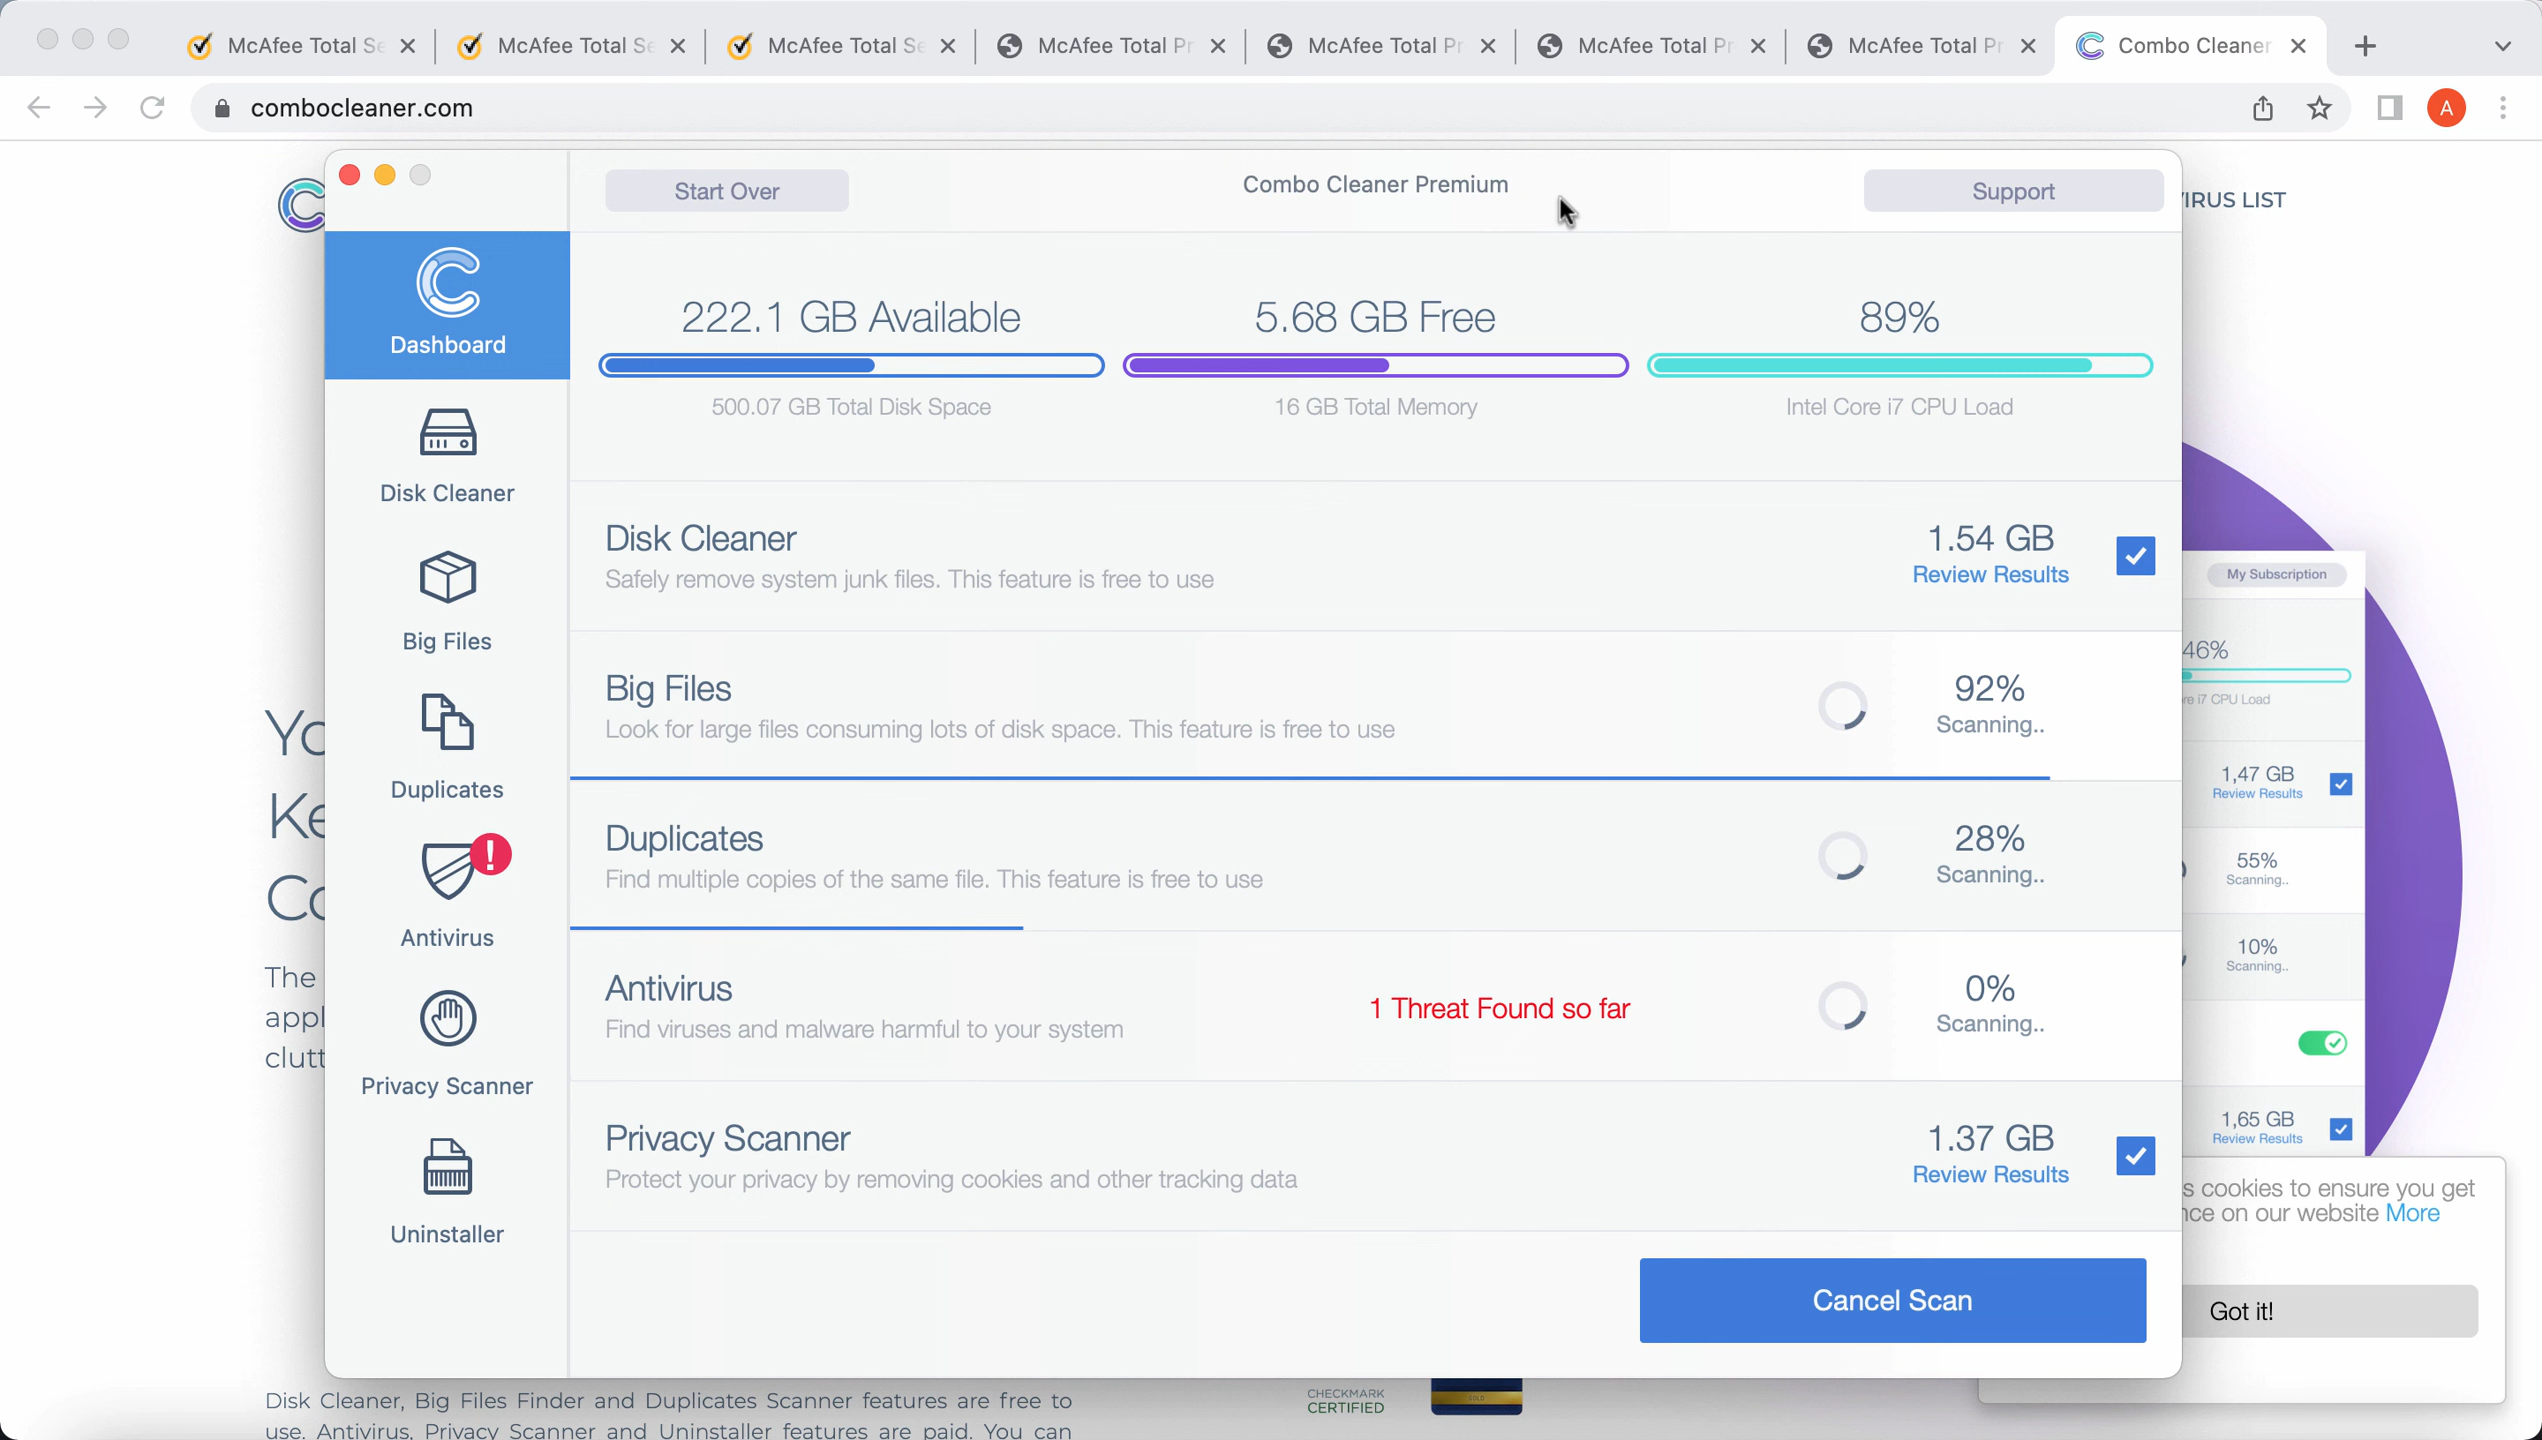 McAfee Total Se
McAfee Total Se
McAfee Total Se
McAfee Total Pr
McAfee Total Pr
McAfee Total Pr
McAfee Total Pr
Combo Cleaner
combocleaner.com
A
Start Over
Combo Cleaner Premium
Support
IRUS LIST
Dashboard
Disk Cleaner
Big Files
Duplicates
Antivirus
Privacy Scanner
Uninstaller
222.1 GB Available
500.07 GB Total Disk Space
5.68 GB Free
16 GB Total Memory
89%
Intel Core i7 CPU Load
Disk Cleaner
Safely remove system junk files. This feature is free to use
1.54 GB
Review Results
Big Files
Look for large files consuming lots of disk space. This feature is free to use
92%
Scanning..
Duplicates
Find multiple copies of the same file. This feature is free to use
28%
Scanning..
Antivirus
Find viruses and malware harmful to your system
1 Threat Found so far
0%
Scanning..
Privacy Scanner
Protect your privacy by removing cookies and other tracking data
1.37 GB
Review Results
Cancel Scan
Yo
Ke
Co
The
appl
clutt
My Subscription
46%
re i7 CPU Load
1,47 GB
Review Results
55%
Scanning..
10%
Scanning..
1,65 GB
Review Results
s cookies to ensure you get
nce on our website More
Got it!
Disk Cleaner, Big Files Finder and Duplicates Scanner features are free to
use. Antivirus, Privacy Scanner and Uninstaller features are paid. You can
CHECKMARK
CERTIFIED
GOLD